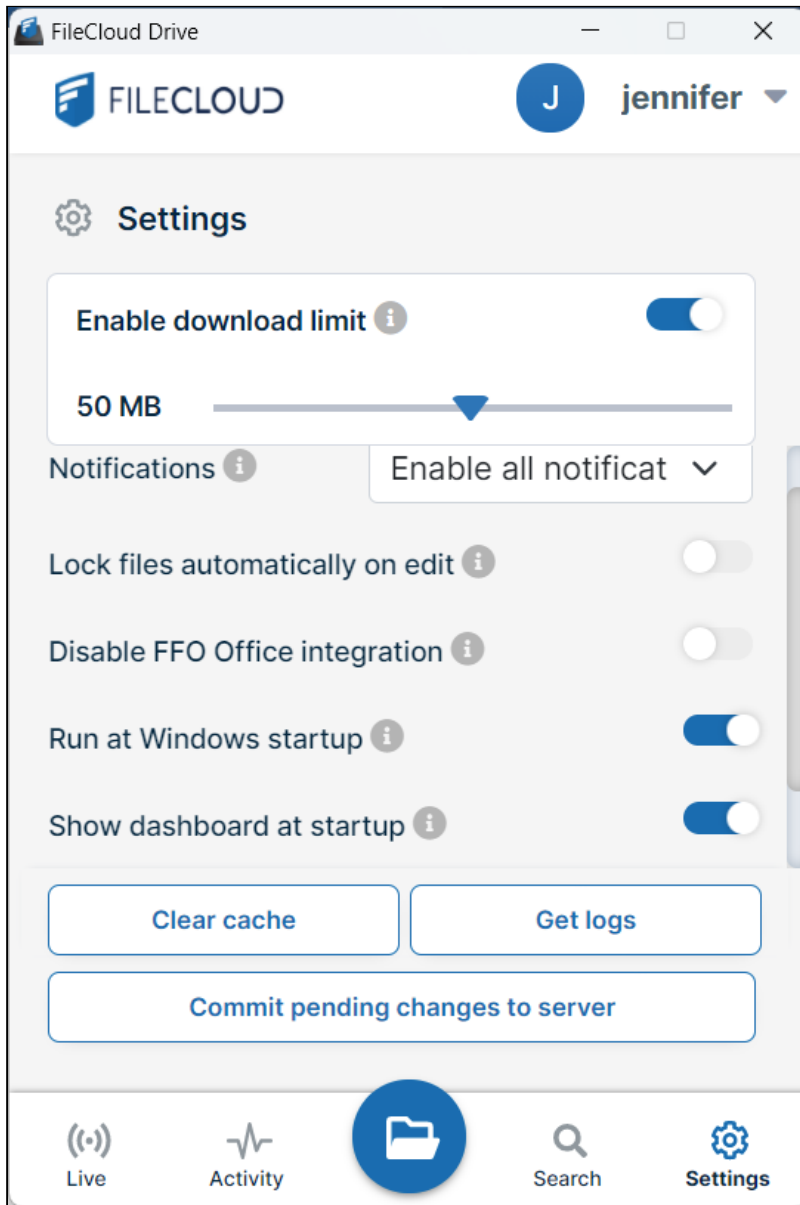 FileCloud Drive
FILECLOUD
J
jennifer
Settings
Enable download limit
50 MB
Notifications
Enable all notificat
Lock files automatically on edit
Disable FFO Office integration
Run at Windows startup
Show dashboard at startup
Clear cache
Get logs
Commit pending changes to server
Live
Activity
Search
Settings